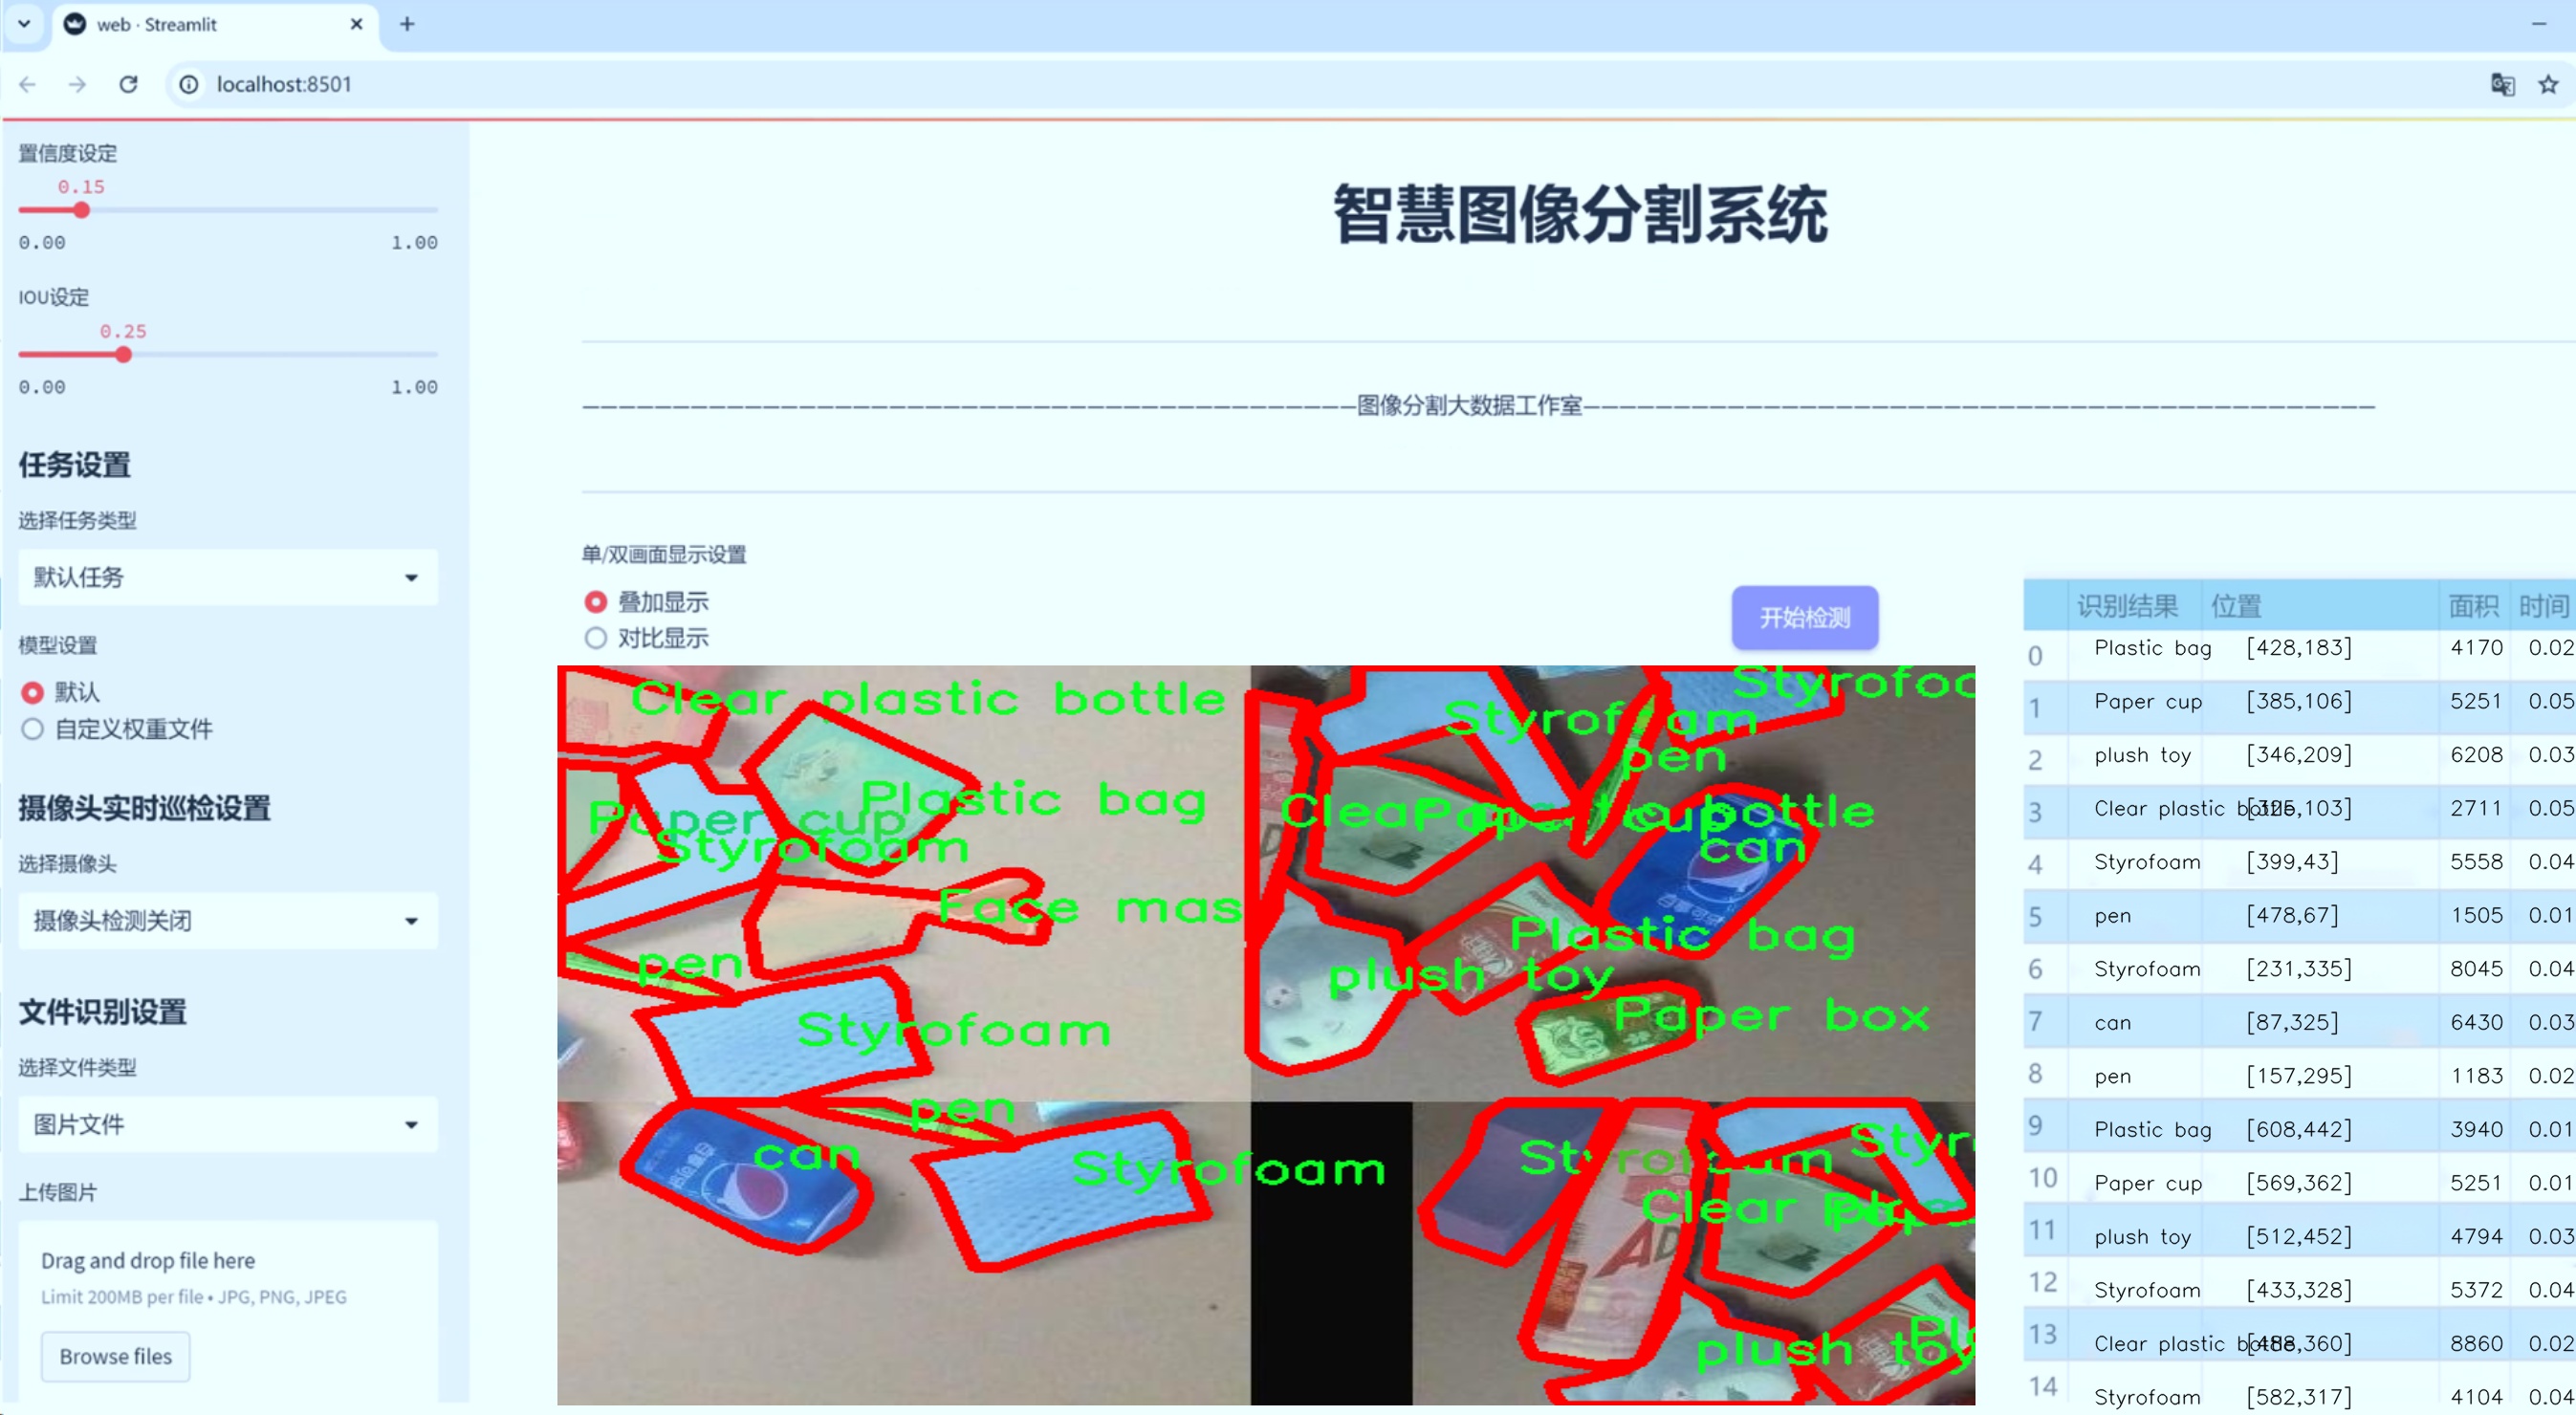 web · Streamlit
localhost:8501
置信度设定
0.15
0.00 1.00
IOU设定
0.25
0.00 1.00
任务设置
选择任务类型
默认任务
模型设置
默认
自定义权重文件
摄像头实时巡检设置
选择摄像头
摄像头检测关闭
文件识别设置
选择文件类型
图片文件
上传图片
Drag and drop file here
Limit 200MB per file • JPG, PNG, JPEG
Browse files
智慧图像分割系统
图像分割大数据工作室
单/双画面显示设置
叠加显示
对比显示
开始检测
Clear plastic bottle
Plastic bag
Paper cup
Styrofoam
Face mas
pen
Styrofoam
Styrofoa
Styrofoam
pen
Clear plastic bottle
Paper cup
can
Plastic bag
plush toy
Paper box
pen
can
Styrofoam
Styrofoam
Styr
Clear
plush toy
Pl
AD
识别结果 位置 面积 时间
0 Plastic bag [428,183] 4170 0.02
1 Paper cup [385,106] 5251 0.05
2 plush toy [346,209] 6208 0.03
3 Clear plastic bottle [325,103] 2711 0.05
4 Styrofoam [399,43] 5558 0.04
5 pen [478,67] 1505 0.01
6 Styrofoam [231,335] 8045 0.04
7 can [87,325] 6430 0.03
8 pen [157,295] 1183 0.02
9 Plastic bag [608,442] 3940 0.01
10 Paper cup [569,362] 5251 0.01
11 plush toy [512,452] 4794 0.03
12 Styrofoam [433,328] 5372 0.04
13 Clear plastic bottle [488,360] 8860 0.02
14 Styrofoam [582,317] 4104 0.04